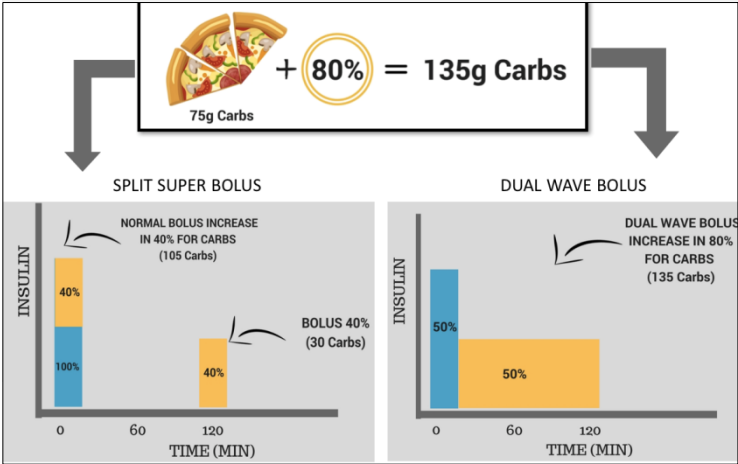 + 80% = 135g Carbs
75g Carbs
SPLIT SUPER BOLUS
NORMAL BOLUS INCREASE
IN 40% FOR CARBS
(105 Carbs)
INSULIN
40%
100%
BOLUS 40%
(30 Carbs)
40%
0 60 120
TIME (MIN)
DUAL WAVE BOLUS
DUAL WAVE BOLUS
INCREASE IN 80%
FOR CARBS
(135 Carbs)
INSULIN
50%
50%
0 60 120
TIME (MIN)